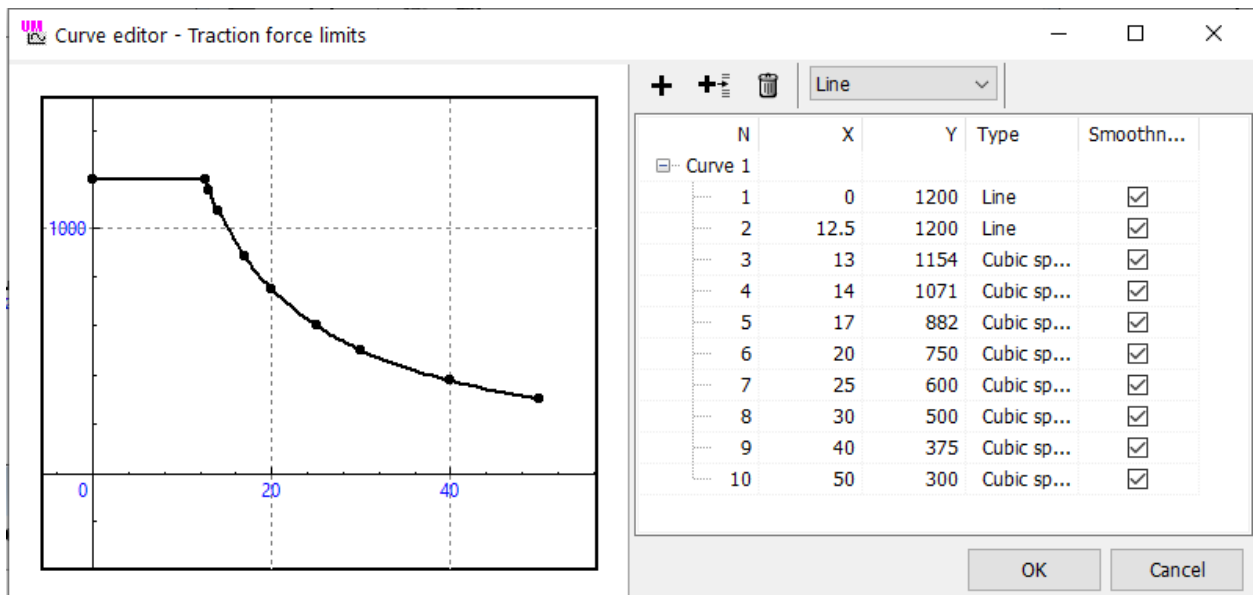 UM Curve editor - Traction force limits
Line
N X Y Type Smoothn...
Curve 1
1 0 1200 Line
2 12.5 1200 Line
3 13 1154 Cubic sp...
4 14 1071 Cubic sp...
5 17 882 Cubic sp...
6 20 750 Cubic sp...
7 25 600 Cubic sp...
8 30 500 Cubic sp...
9 40 375 Cubic sp...
10 50 300 Cubic sp...
1000
0 20 40
OK Cancel